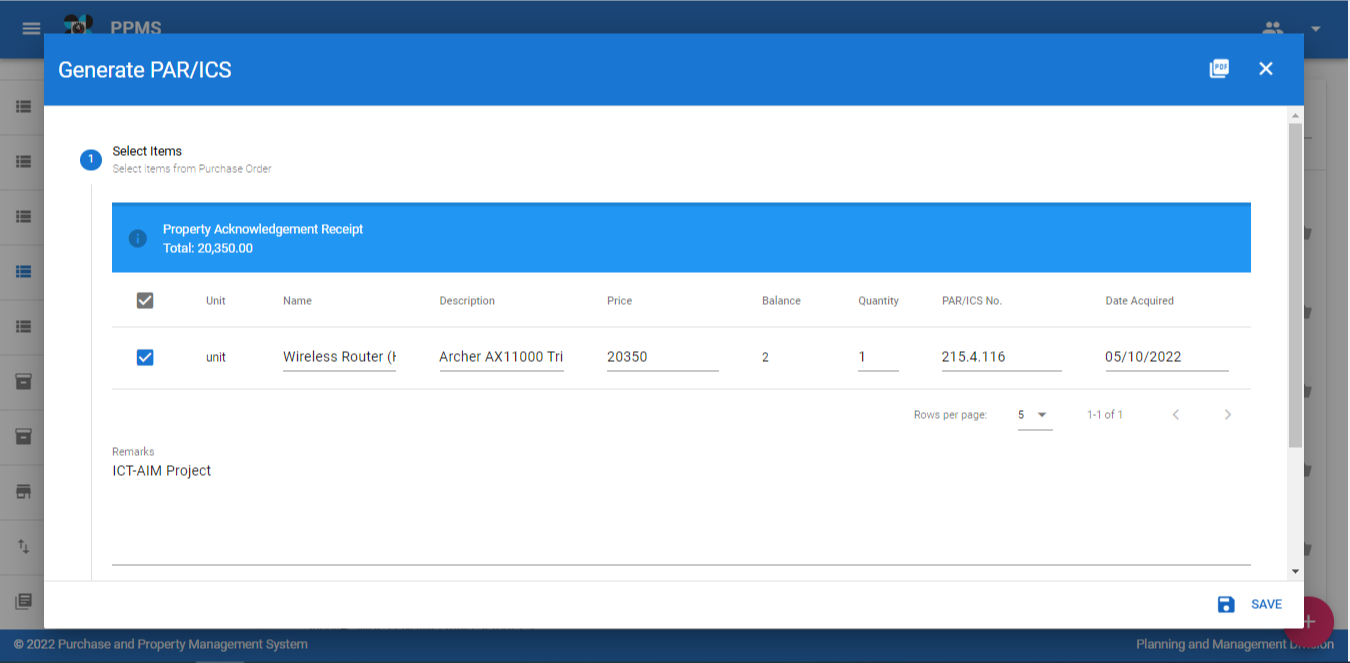 PPMS
Generate PAR/ICS
PDF
1
Select Items
Select items from Purchase Order
Property Acknowledgement Receipt
Total: 20,350.00
Unit Name Description Price Balance Quantity PAR/ICS No. Date Acquired
unit Wireless Router ( Archer AX11000 Tri 20350 2 1 215.4.116 05/10/2022
Rows per page: 5 1-1 of 1
Remarks
ICT-AIM Project
SAVE
© 2022 Purchase and Property Management System
Planning and Management Division